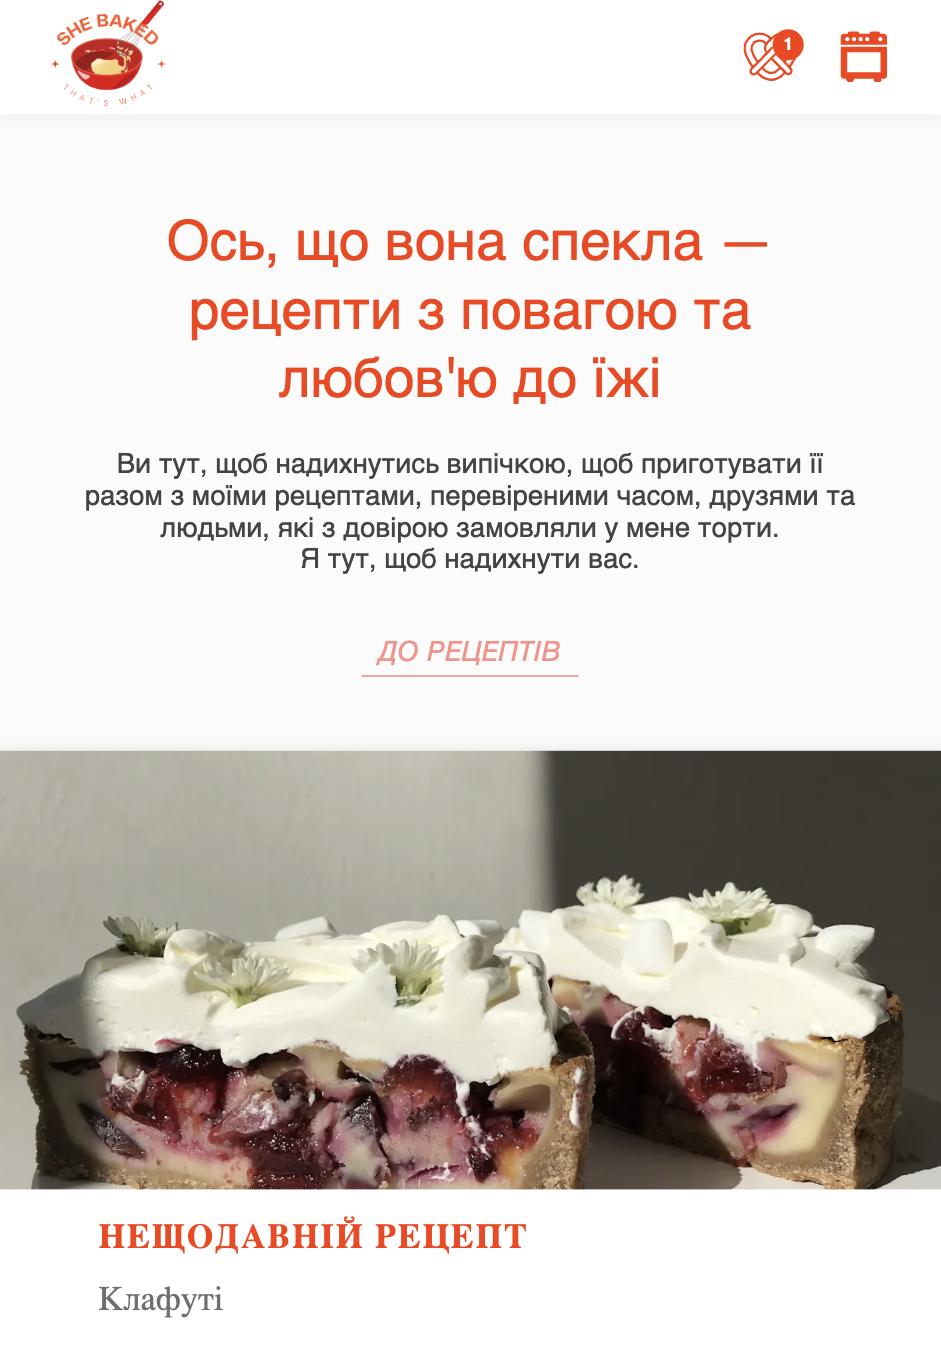 SHE BAKED
THAT'S WHAT
1
Ось, що вона спекла —
рецепти з повагою та
любов'ю до їжі
Ви тут, щоб надихнутись випічкою, щоб приготувати її
разом з моїми рецептами, перевіреними часом, друзями та
людьми, які з довірою замовляли у мене торти.
Я тут, щоб надихнути вас.
ДО РЕЦЕПТІВ
НЕЩОДАВНІЙ РЕЦЕПТ
Клафуті